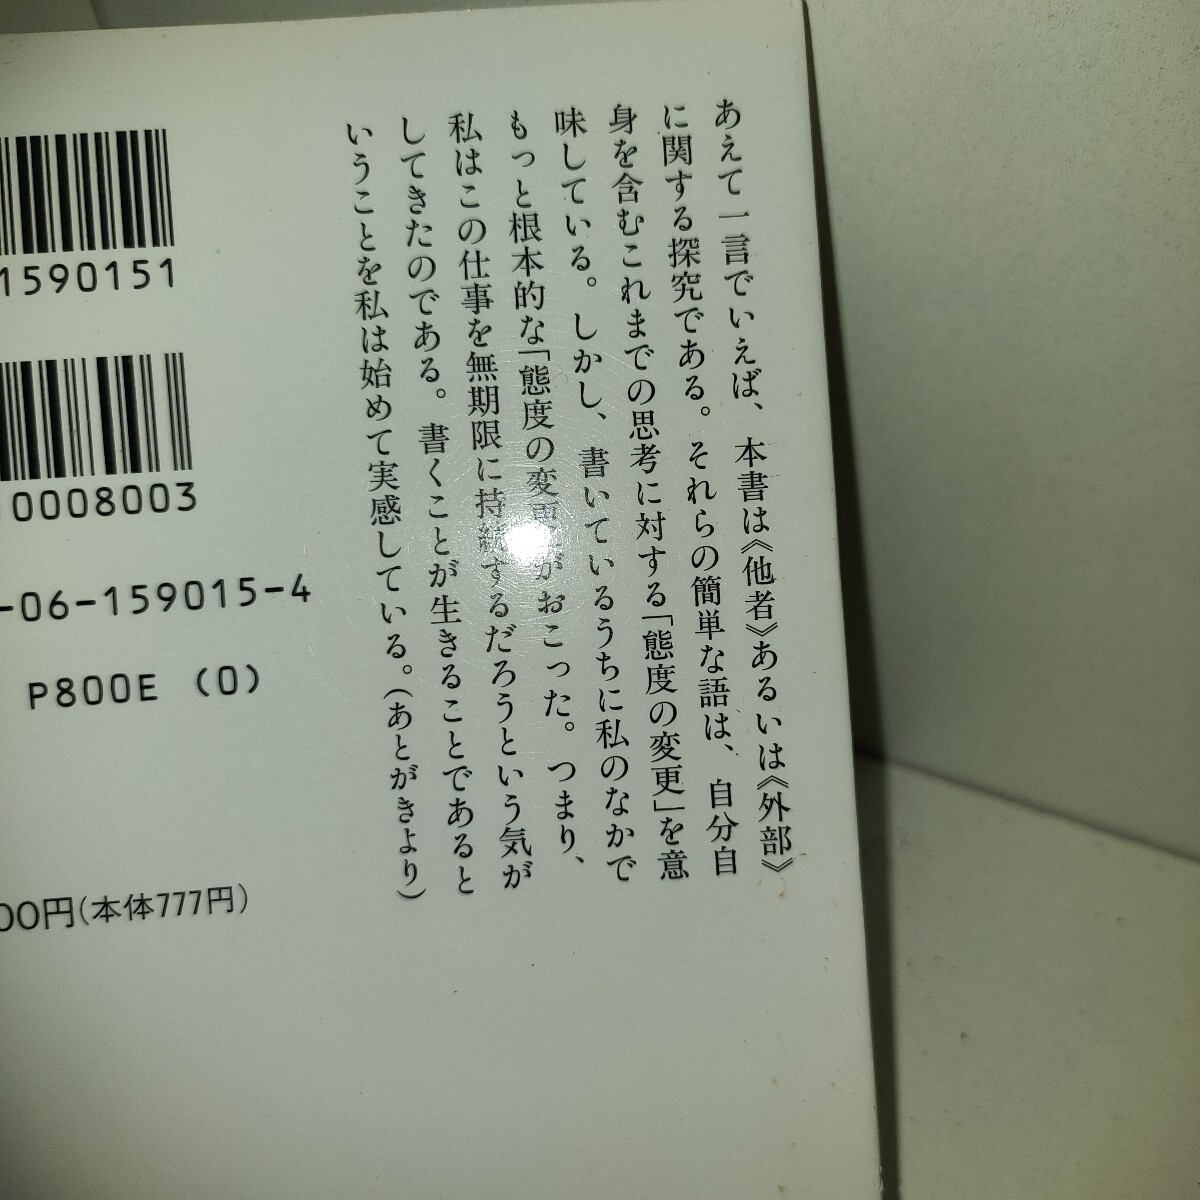 あえて一言でいえば、本書は《他者》あるいは《外部》
に関する探究である。それらの簡単な語は、自分自
身を含むこれまでの思考に対する「態度の変更」を意
味している。しかし、書いているうちに私のなかで
もっと根本的な「態度の変更」がおこった。つまり、
私はこの仕事を無期限に持続するだろうという気が
してきたのである。書くことが生きることであると
いうことを私は始めて実感している。(あとがきより)
1590151
0008003
-06-159015-4
P800E (0)
00円(本体777円)